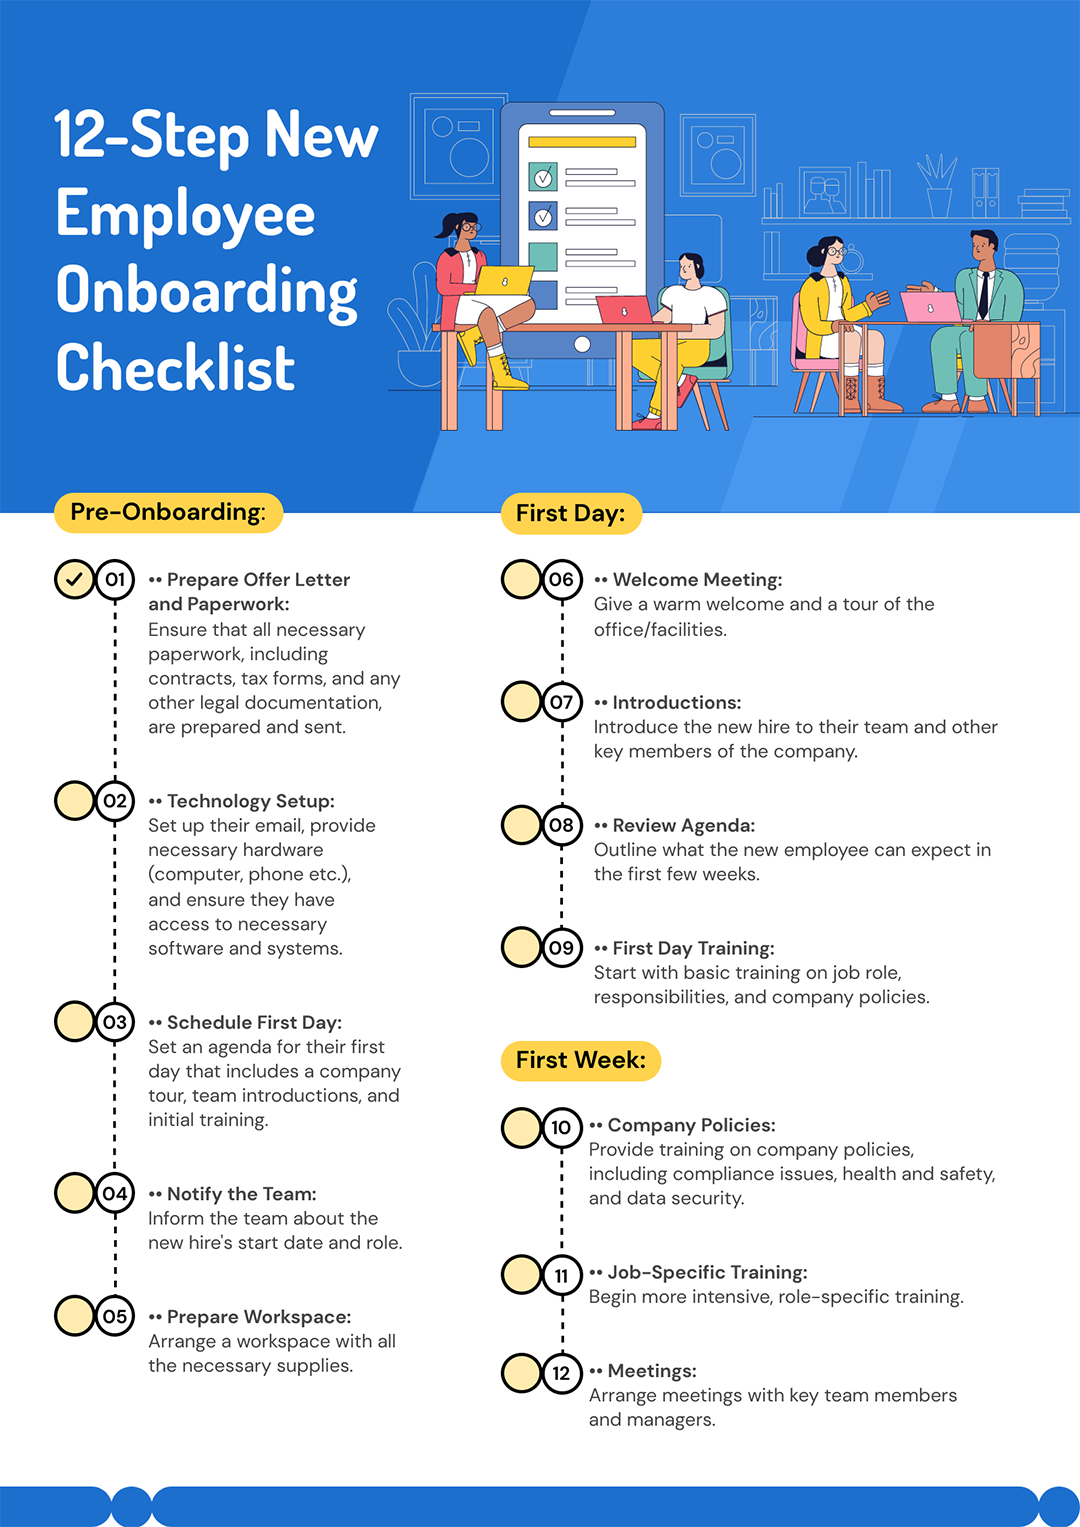 12-Step New
Employee
Onboarding
Checklist
Pre-Onboarding:
01
•• Prepare Offer Letter
and Paperwork:
Ensure that all necessary
paperwork, including
contracts, tax forms, and any
other legal documentation,
are prepared and sent.
02
•• Technology Setup:
Set up their email, provide
necessary hardware
(computer, phone etc.),
and ensure they have
access to necessary
software and systems.
03
•• Schedule First Day:
Set an agenda for their first
day that includes a company
tour, team introductions, and
initial training.
04
•• Notify the Team:
Inform the team about the
new hire's start date and role.
05
•• Prepare Workspace:
Arrange a workspace with all
the necessary supplies.
First Day:
06
•• Welcome Meeting:
Give a warm welcome and a tour of the
office/facilities.
07
•• Introductions:
Introduce the new hire to their team and other
key members of the company.
08
•• Review Agenda:
Outline what the new employee can expect in
the first few weeks.
09
•• First Day Training:
Start with basic training on job role,
responsibilities, and company policies.
First Week:
10
•• Company Policies:
Provide training on company policies,
including compliance issues, health and safety,
and data security.
11
•• Job-Specific Training:
Begin more intensive, role-specific training.
12
•• Meetings:
Arrange meetings with key team members
and managers.